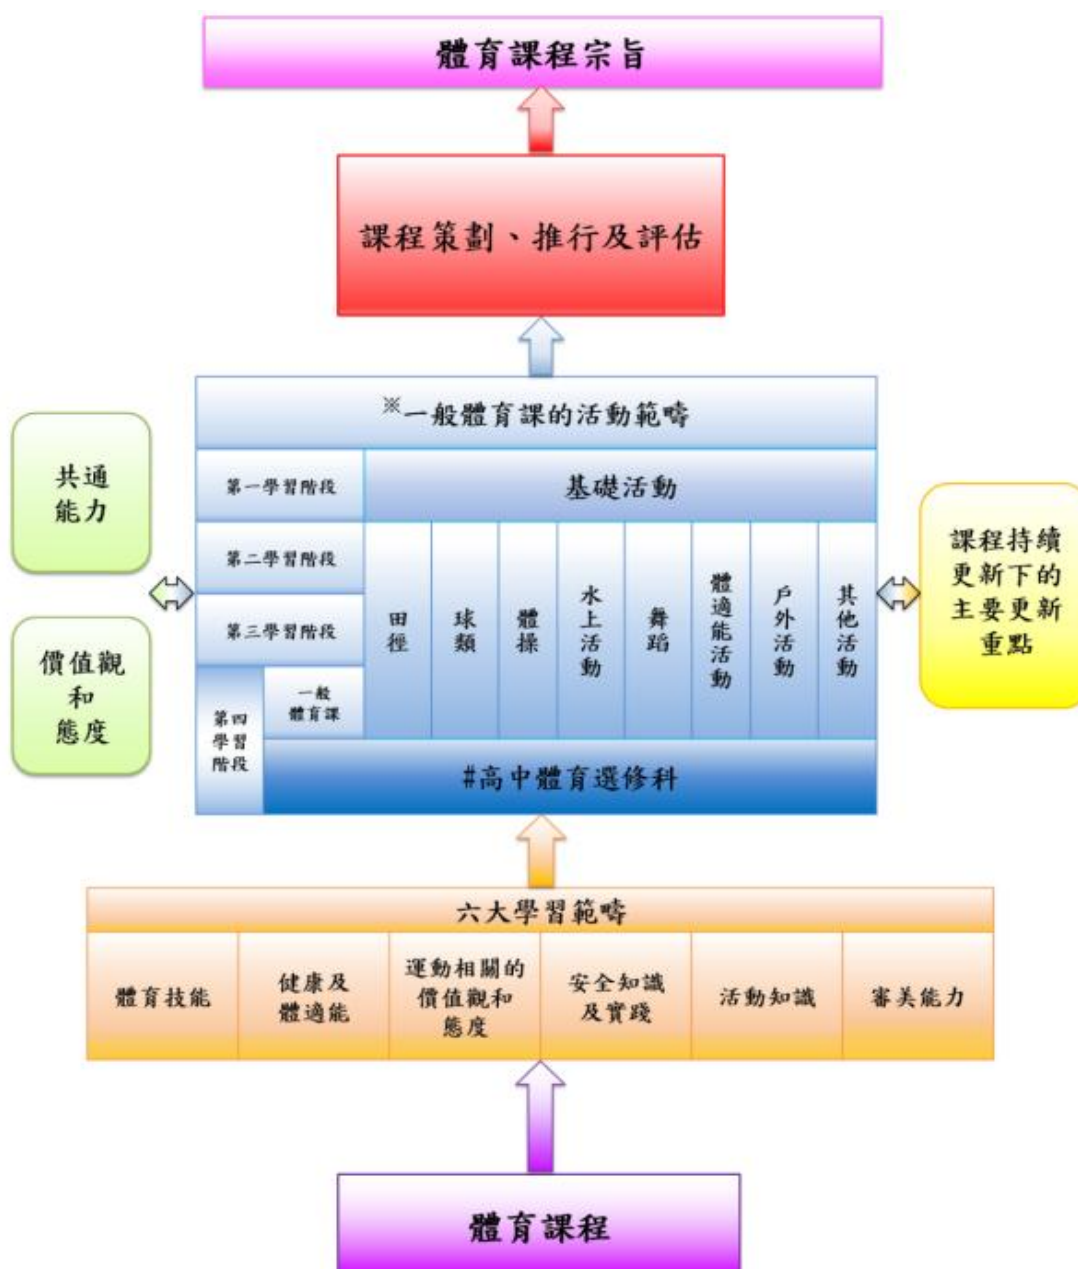 體育課程宗旨
課程策劃、推行及評估
※一般體育課的活動範疇
共通
能力
價值觀
和
態度
第一學習階段
基礎活動
第二學習階段
第三學習階段
第四
學習
階段
一般
體育課
田徑
球類
體操
水上活動
舞蹈
體適能活動
戶外活動
其他活動
#高中體育選修科
課程持續
更新下的
主要更新
重點
六大學習範疇
體育技能
健康及
體適能
運動相關的
價值觀和
態度
安全知識
及實踐
活動知識
審美能力
體育課程